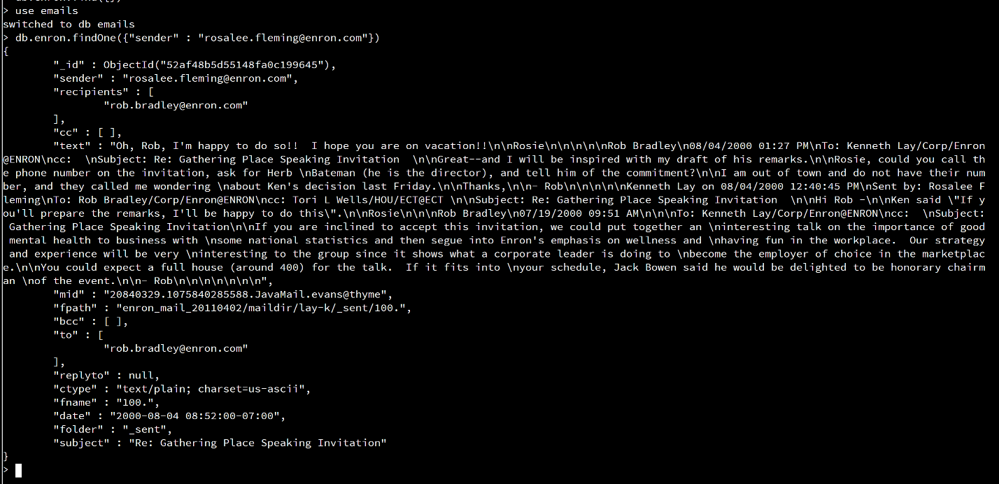 > use emails
switched to db emails
> db.enron.findOne({"sender" : "rosalee.fleming@enron.com"})
{
        "_id" : ObjectId("52af48b5d55148fa0c199645"),
        "sender" : "rosalee.fleming@enron.com",
        "recipients" : [
                "rob.bradley@enron.com"
        ],
        "cc" : [ ],
        "text" : "Oh, Rob, I'm happy to do so!!  I hope you are on vacation!!\n\nRosie\n\n\n\n\nRob Bradley\n08/04/2000 01:27 PM\nTo: Kenneth Lay/Corp/Enron
@ENRON\ncc:  \nSubject: Re: Gathering Place Speaking Invitation  \n\nGreat--and I will be inspired with my draft of his remarks.\n\nRosie, could you call th
e phone number on the invitation, ask for Herb \nBateman (he is the director), and tell him of the commitment?\n\nI am out of town and do not have their num
ber, and they called me wondering \nabout Ken's decision last Friday.\n\nThanks,\n\n- Rob\n\n\n\n\nKenneth Lay on 08/04/2000 12:40:45 PM\nSent by: Rosalee F
leming\nTo: Rob Bradley/Corp/Enron@ENRON\ncc: Tori L Wells/HOU/ECT@ECT \n\nSubject: Re: Gathering Place Speaking Invitation  \n\nHi Rob -\n\nKen said \"If y
ou'll prepare the remarks, I'll be happy to do this\".\n\nRosie\n\n\nRob Bradley\n07/19/2000 09:51 AM\n\n\nTo: Kenneth Lay/Corp/Enron@ENRON\ncc:  \nSubject:
 Gathering Place Speaking Invitation\n\nIf you are inclined to accept this invitation, we could put together an \ninteresting talk on the importance of good
 mental health to business with \nsome national statistics and then segue into Enron's emphasis on wellness and \nhaving fun in the workplace.  Our strategy
 and experience will be very \ninteresting to the group since it shows what a corporate leader is doing to \nbecome the employer of choice in the marketplac
e.\n\nYou could expect a full house (around 400) for the talk.  If it fits into \nyour schedule, Jack Bowen said he would be delighted to be honorary chairm
an \nof the event.\n\n- Rob\n\n\n\n\n\n\n",
        "mid" : "20840329.1075840285588.JavaMail.evans@thyme",
        "fpath" : "enron_mail_20110402/maildir/lay-k/_sent/100.",
        "bcc" : [ ],
        "to" : [
                "rob.bradley@enron.com"
        ],
        "replyto" : null,
        "ctype" : "text/plain; charset=us-ascii",
        "fname" : "100.",
        "date" : "2000-08-04 08:52:00-07:00",
        "folder" : "_sent",
        "subject" : "Re: Gathering Place Speaking Invitation"
}
>